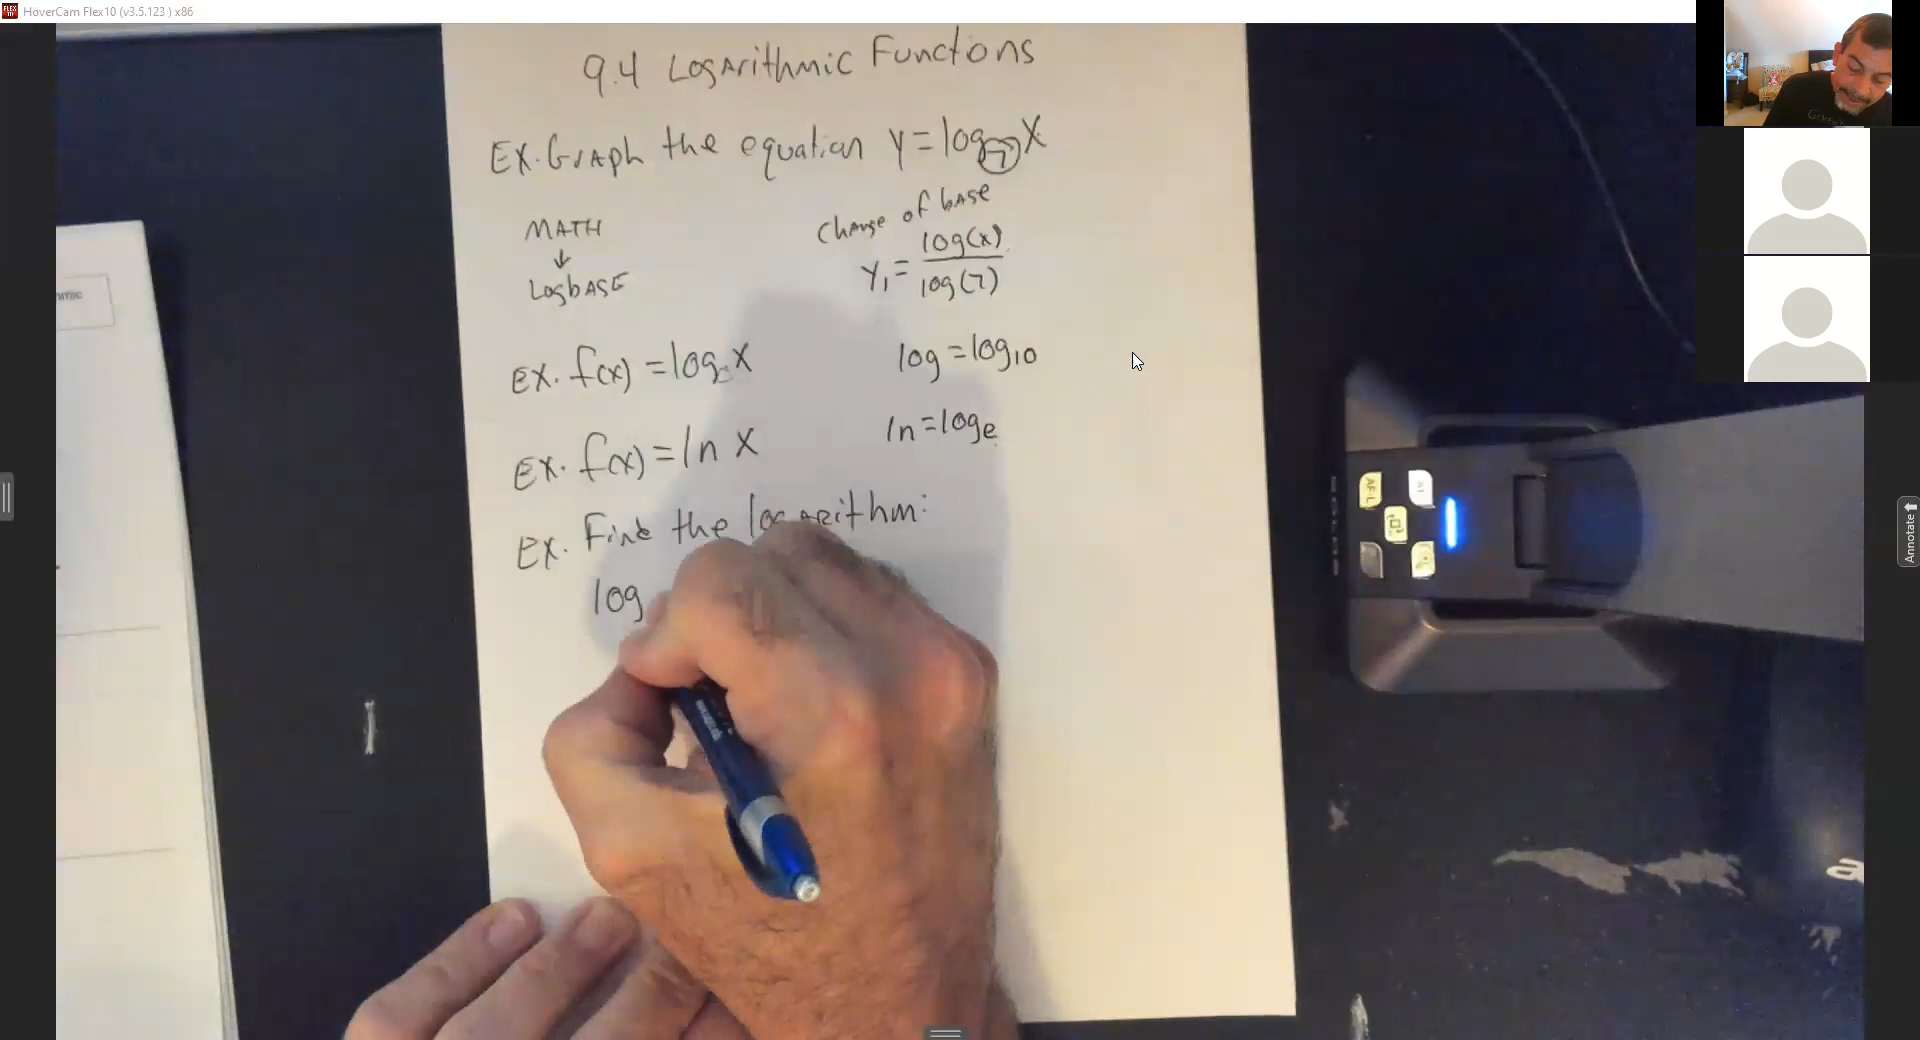 HoverCam Flex10 (v3.5.123 ) x86
9.4 Logarithmic Functions
Ex. Graph the equation y = log₇ x
MATH
↓
LogbASE
Change of base
y₁ = log(x) / log(7)
Ex. f(x) = log x
log = log₁₀
Ex. f(x) = ln x
ln = logₑ
Ex. Find the logarithm:
log
Annotate